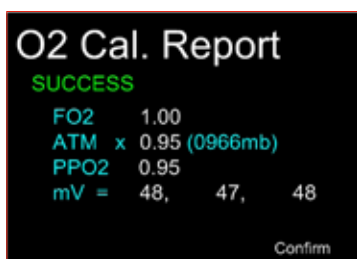 O2 Cal. Report
SUCCESS
FO2 1.00
ATM x 0.95 (0966mb)
PPO2 0.95
mV = 48, 47, 48
Confirm